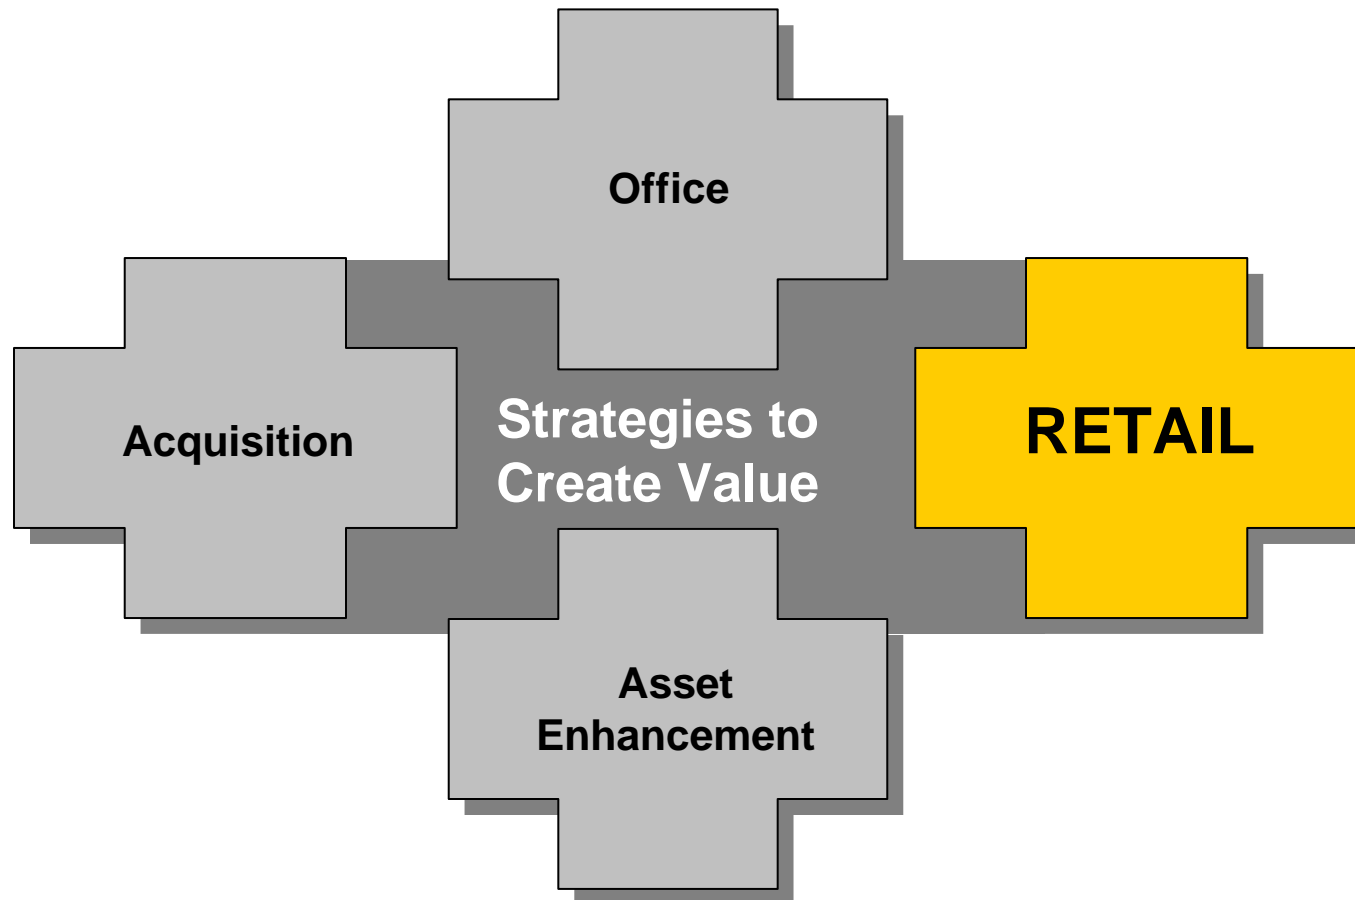 Office
Acquisition
Strategies to
Create Value
RETAIL
Asset
Enhancement